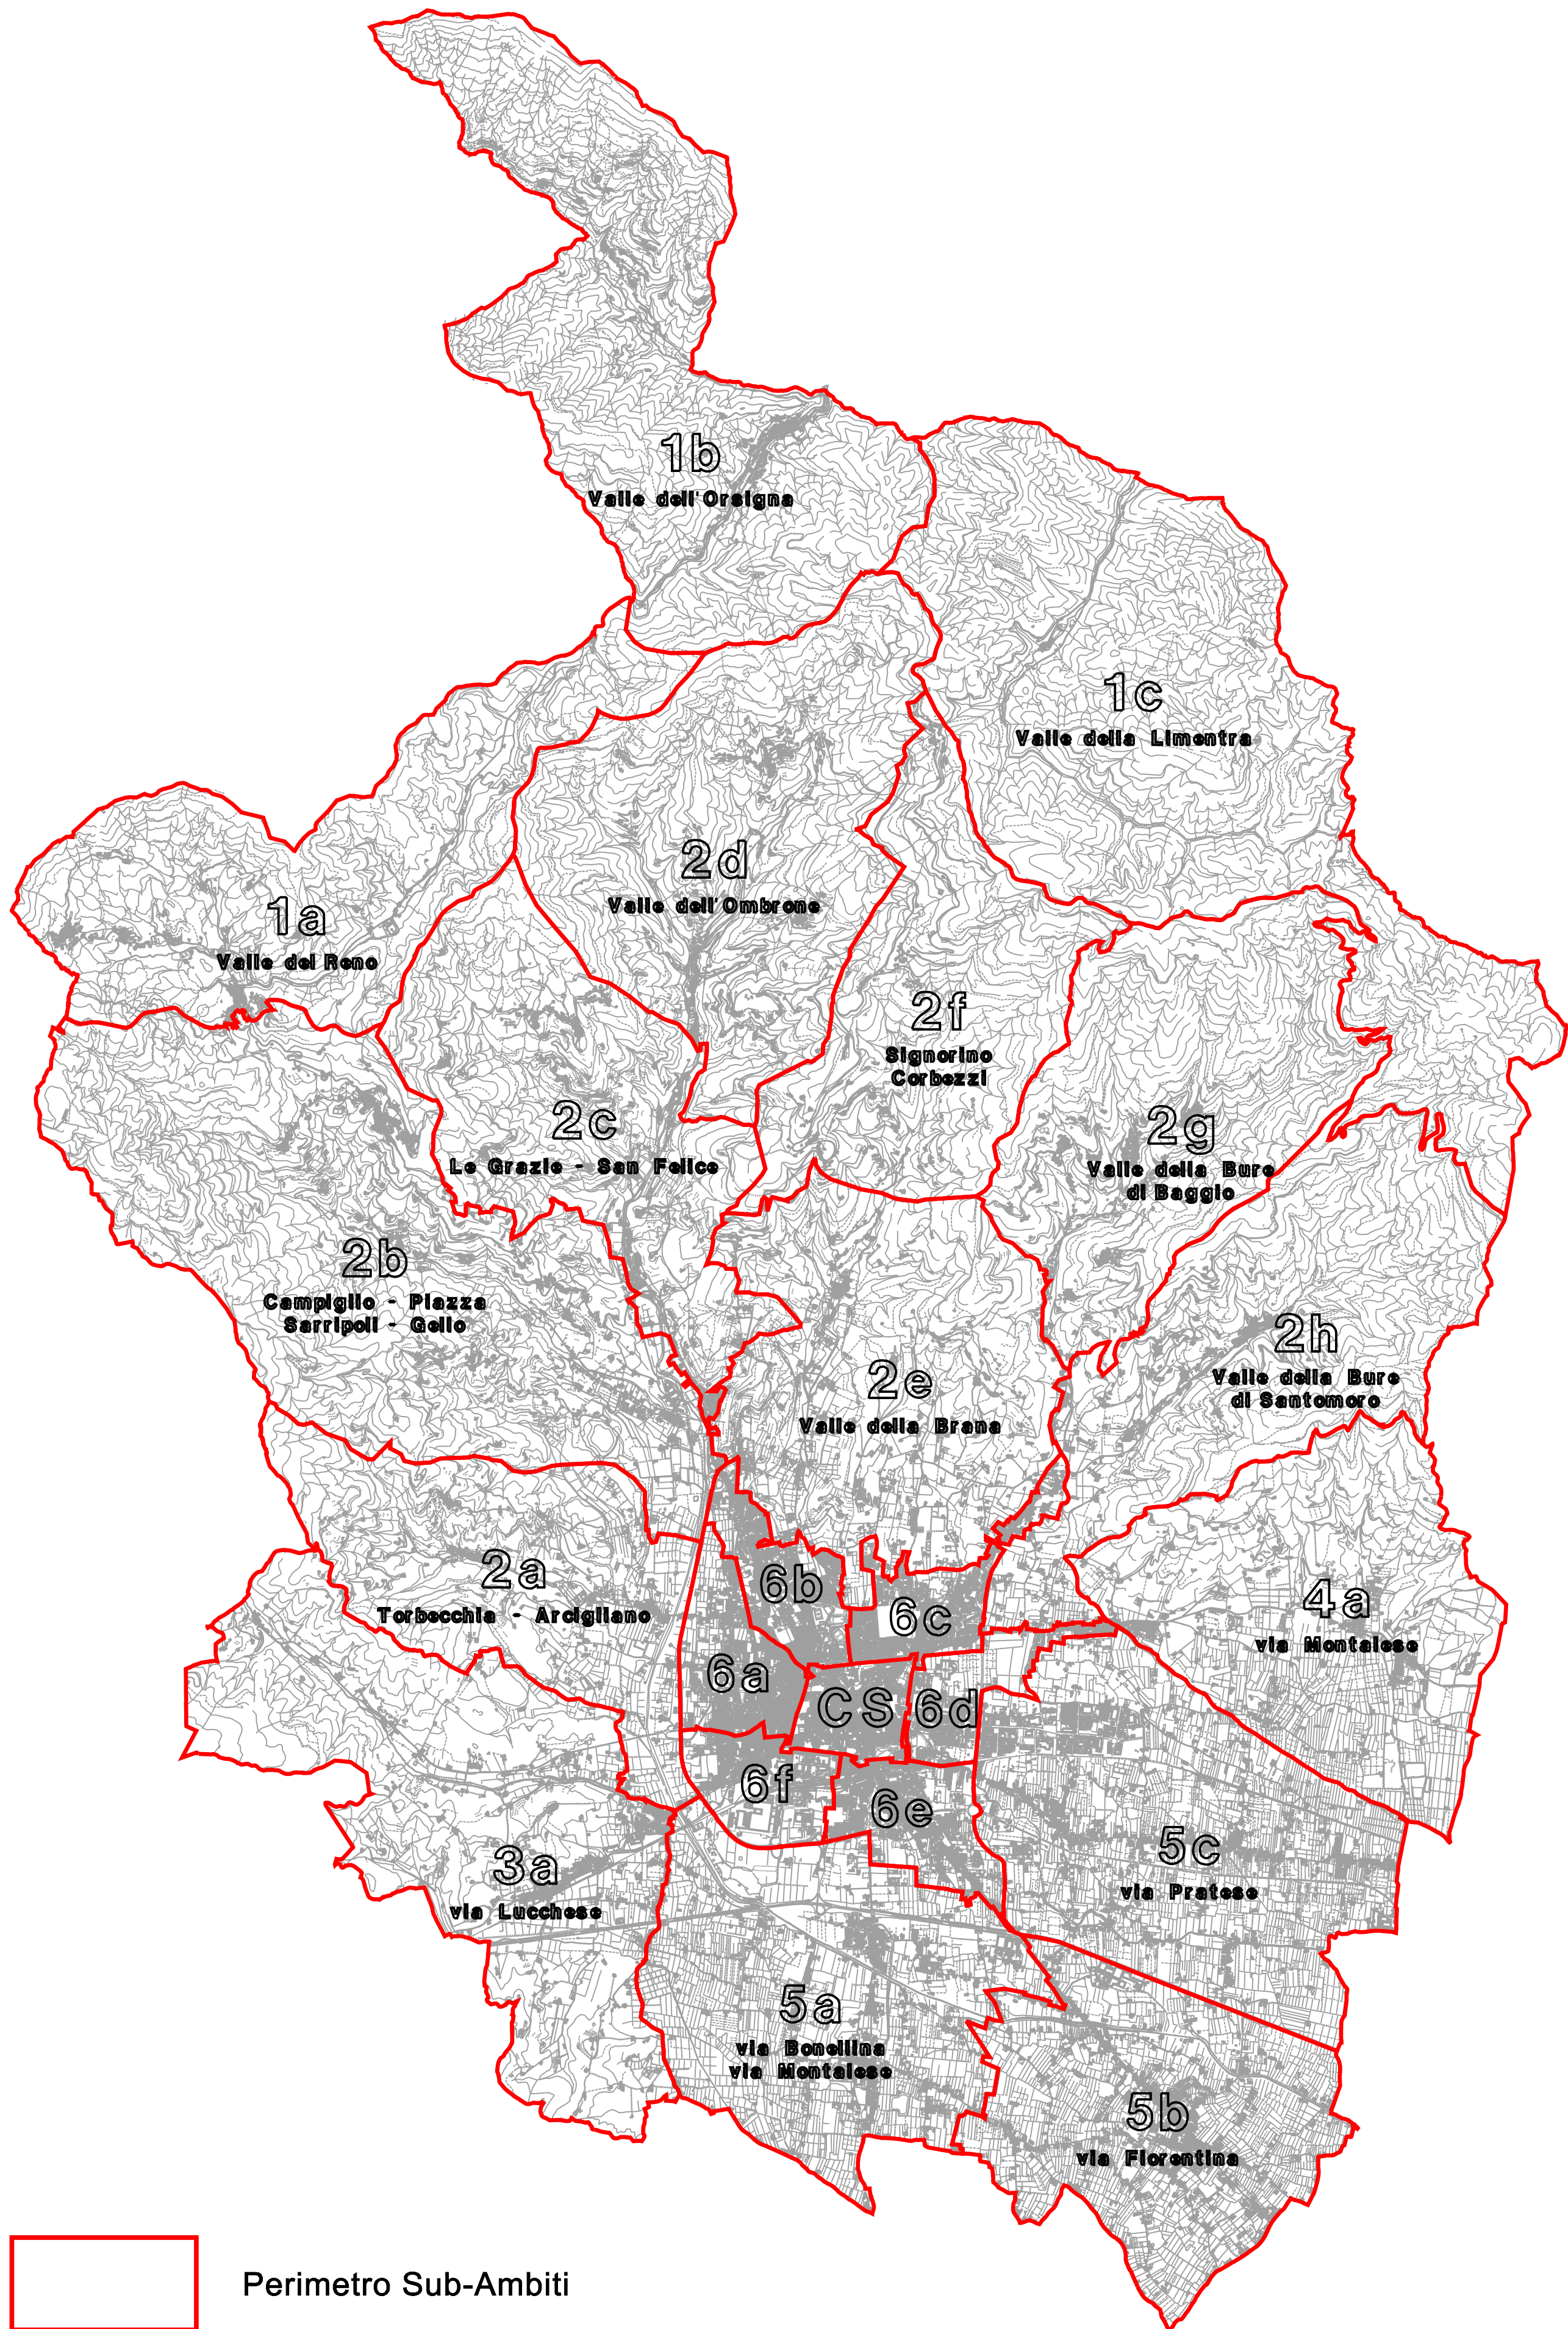 1b
Valle dell'Orsigna
1c
Valle della Limentra
2d
Valle dell'Ombrone
1a
Valle del Reno
2f
Signorino
Corbezzi
2c
Le Grazie - San Felice
2g
Valle della Bure
di Baggio
2b
Campiglio - Piazza
Sarripoli - Gello
2h
Valle della Bure
di Santomoro
2e
Valle della Brana
2a
Torbecchia - Arcigliano
6b
6c
4a
via Montalese
6a
CS
6d
6f
6e
3a
via Lucchese
5c
via Pratese
5a
via Bonellina
via Montalese
5b
via Fiorentina
Perimetro Sub-Ambiti